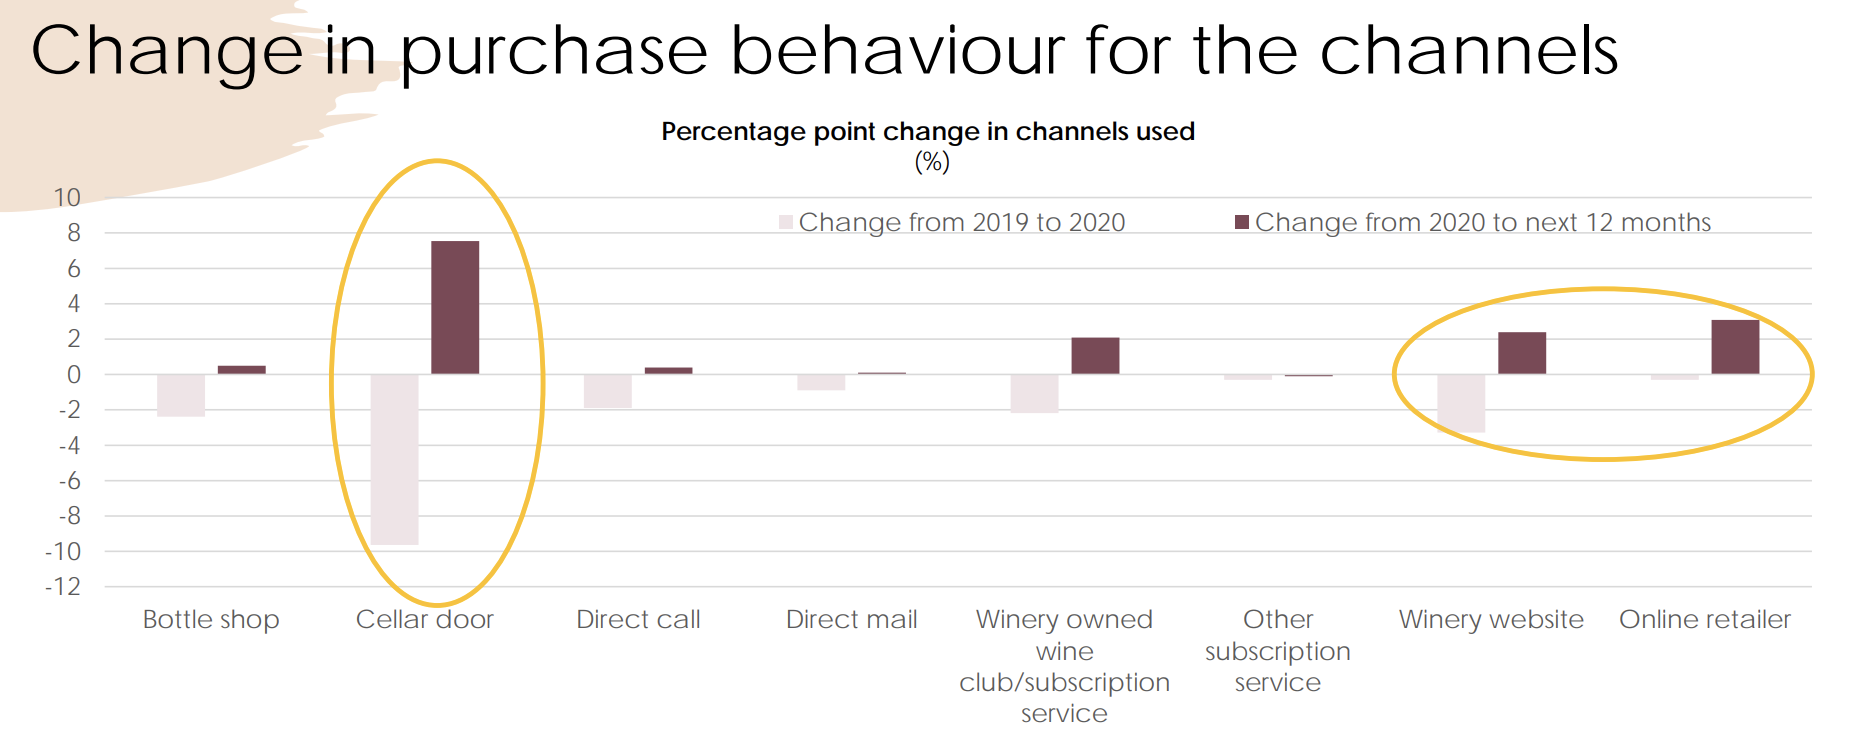 Change in purchase behaviour for the channels
Percentage point change in channels used
(%)
Change from 2019 to 2020
Change from 2020 to next 12 months
10
8
6
4
2
0
-2
-4
-6
-8
-10
-12
Bottle shop
Cellar door
Direct call
Direct mail
Winery owned
wine
club/subscription
service
Other
subscription
service
Winery website
Online retailer